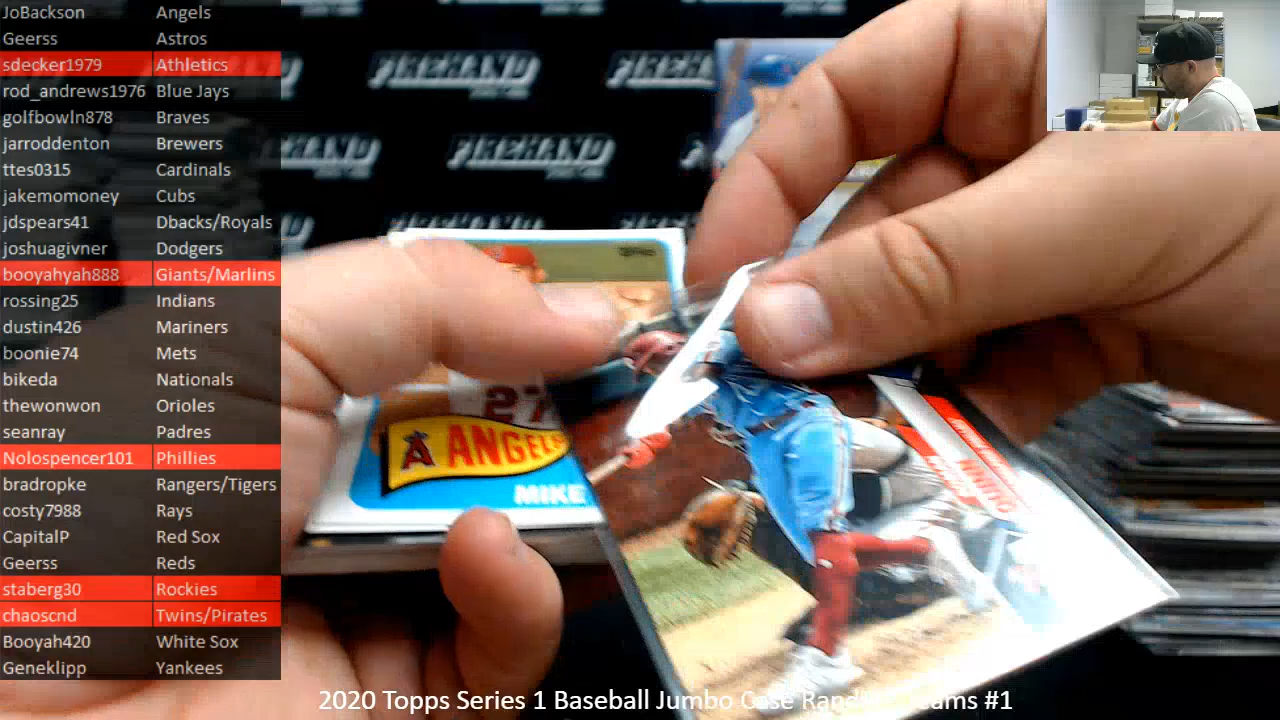 JoBackson Angels
Geerss Astros
sdecker1979 Athletics
rod_andrews1976 Blue Jays
golfbowln878 Braves
jarroddenton Brewers
ttes0315 Cardinals
jakemomoney Cubs
jdspears41 Dbacks/Royals
joshuagivner Dodgers
booyahyah888 Giants/Marlins
rossing25 Indians
dustin426 Mariners
boonie74 Mets
bikeda Nationals
thewonwon Orioles
seanray Padres
Nolospencer101 Phillies
bradropke Rangers/Tigers
costy7988 Rays
CapitalP Red Sox
Geerss Reds
staberg30 Rockies
chaoscnd Twins/Pirates
Booyah420 White Sox
Geneklipp Yankees
FIREHAND
FIREHAND
FIREHAND
27
A ANGELS
MIKE
2020 Topps Series 1 Baseball Jumbo Case
#1